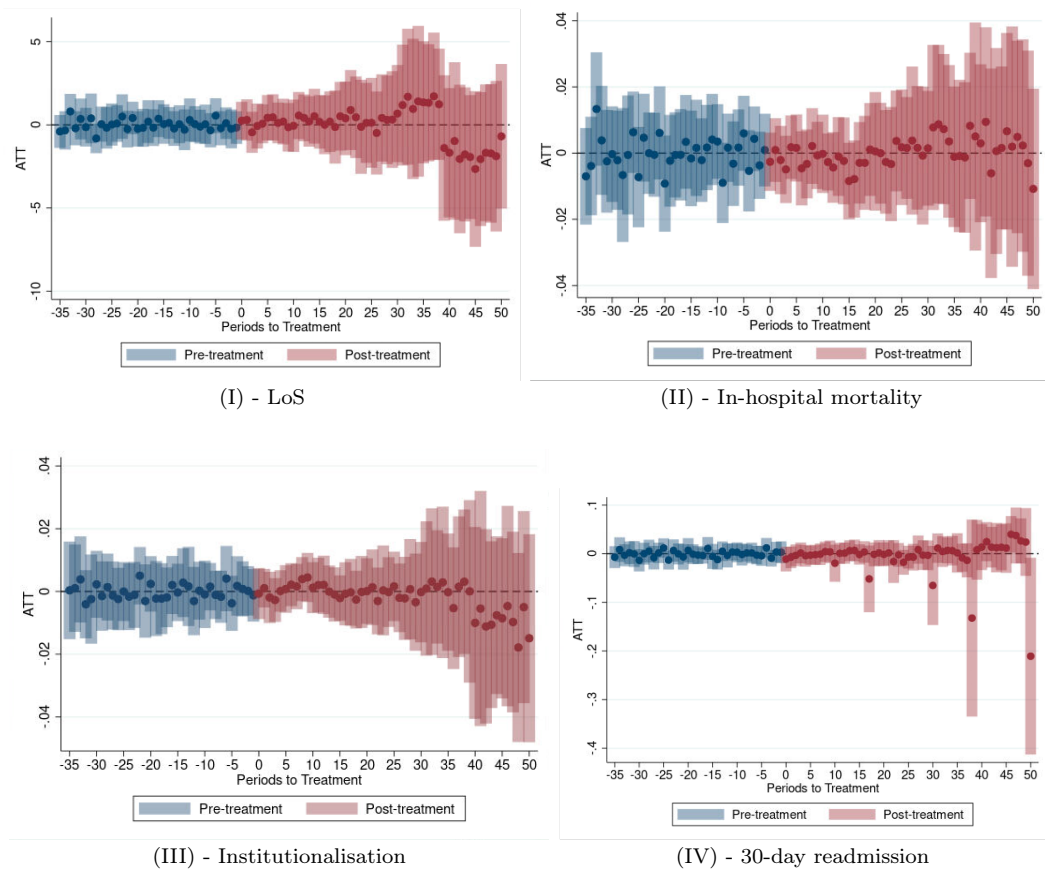 5
0
-5
-10
ATT
-35 -30 -25 -20 -15 -10 -5 0 5 10 15 20 25 30 35 40 45 50
Periods to Treatment
Pre-treatment Post-treatment
(I) - LoS
.04
.02
0
-.02
-.04
ATT
-35 -30 -25 -20 -15 -10 -5 0 5 10 15 20 25 30 35 40 45 50
Periods to Treatment
Pre-treatment Post-treatment
(II) - In-hospital mortality
.04
.02
0
-.02
-.04
ATT
-35 -30 -25 -20 -15 -10 -5 0 5 10 15 20 25 30 35 40 45 50
Periods to Treatment
Pre-treatment Post-treatment
(III) - Institutionalisation
.1
0
-.1
-.2
-.3
-.4
ATT
-35 -30 -25 -20 -15 -10 -5 0 5 10 15 20 25 30 35 40 45 50
Periods to Treatment
Pre-treatment Post-treatment
(IV) - 30-day readmission